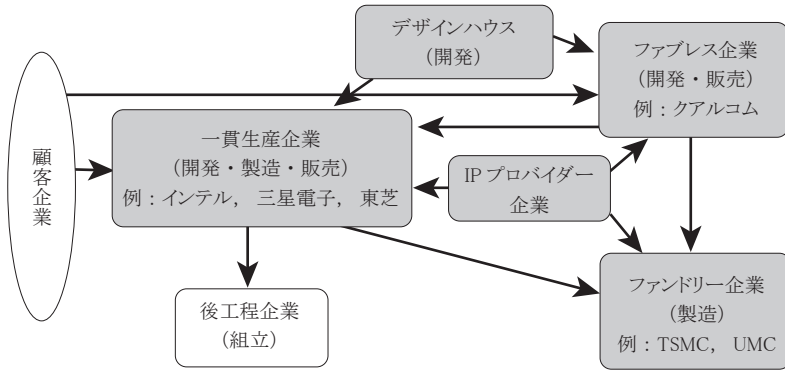 デザインハウス
(開発)
ファブレス企業
(開発・販売)
例：クアルコム
顧客企業
一貫生産企業
(開発・製造・販売)
例：インテル， 三星電子， 東芝
IPプロバイダー
企業
後工程企業
(組立)
ファンドリー企業
(製造)
例：TSMC， UMC